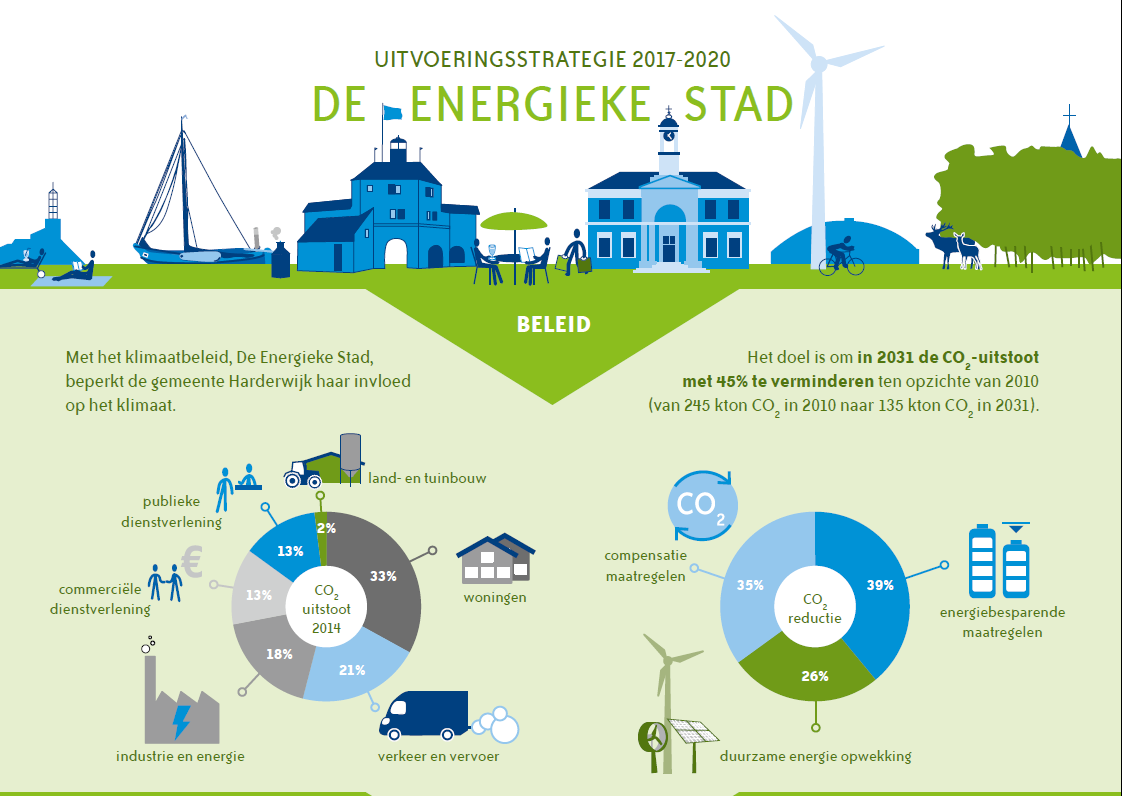 UITVOERINGSSTRATEGIE 2017-2020
DE ENERGIEKE STAD
BELEID
Met het klimaatbeleid, De Energieke Stad,
beperkt de gemeente Harderwijk haar invloed
op het klimaat.
Het doel is om in 2031 de CO₂-uitstoot
met 45% te verminderen ten opzichte van 2010
(van 245 kton CO₂ in 2010 naar 135 kton CO₂ in 2031).
land- en tuinbouw
publieke
dienstverlening
2%
13%
33%
€
commerciële
dienstverlening
13%
CO₂
uitstoot
2014
woningen
18%
21%
industrie en energie
verkeer en vervoer
CO₂
compensatie
maatregelen
35%
39%
CO₂
reductie
energiebesparende
maatregelen
26%
duurzame energie opwekking